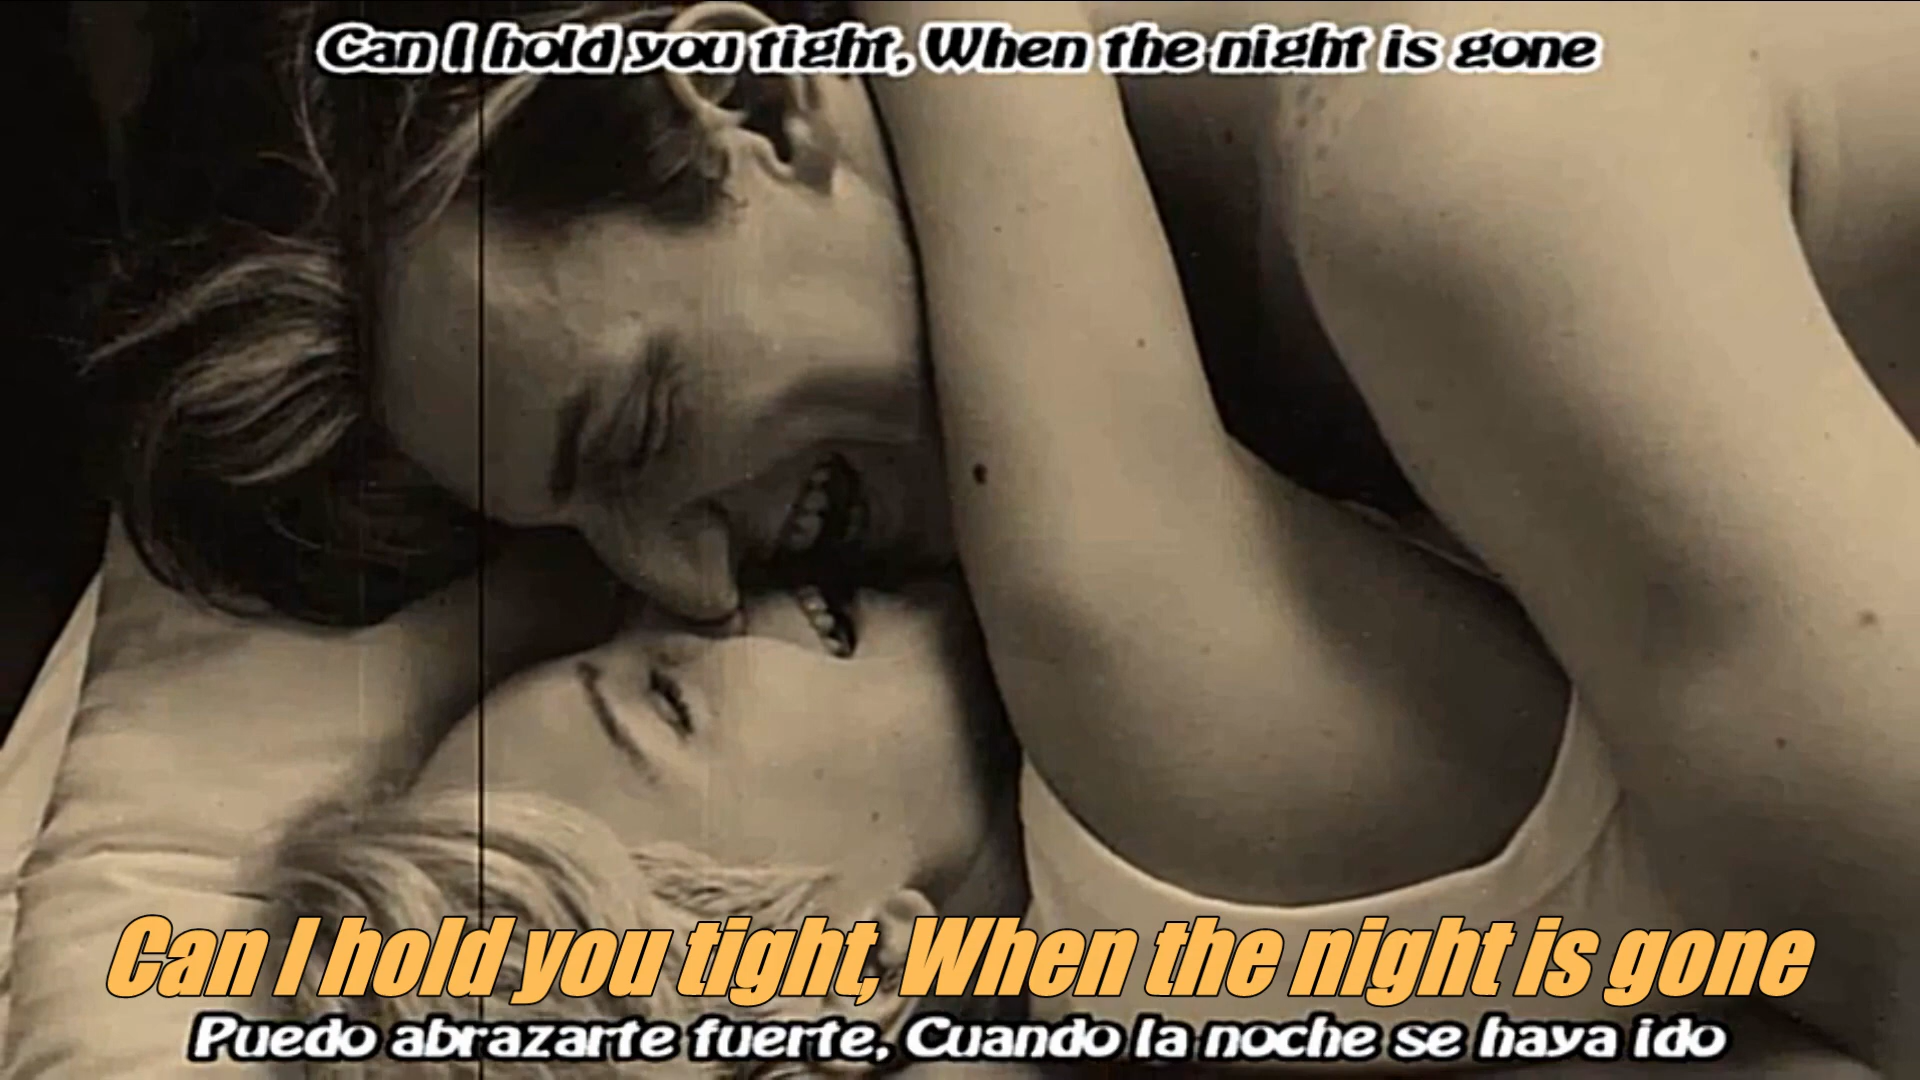 Can I hold you tight, When the night is gone
Can I hold you tight, When the night is gone
Puedo abrazarte fuerte, Cuando la noche se haya ido